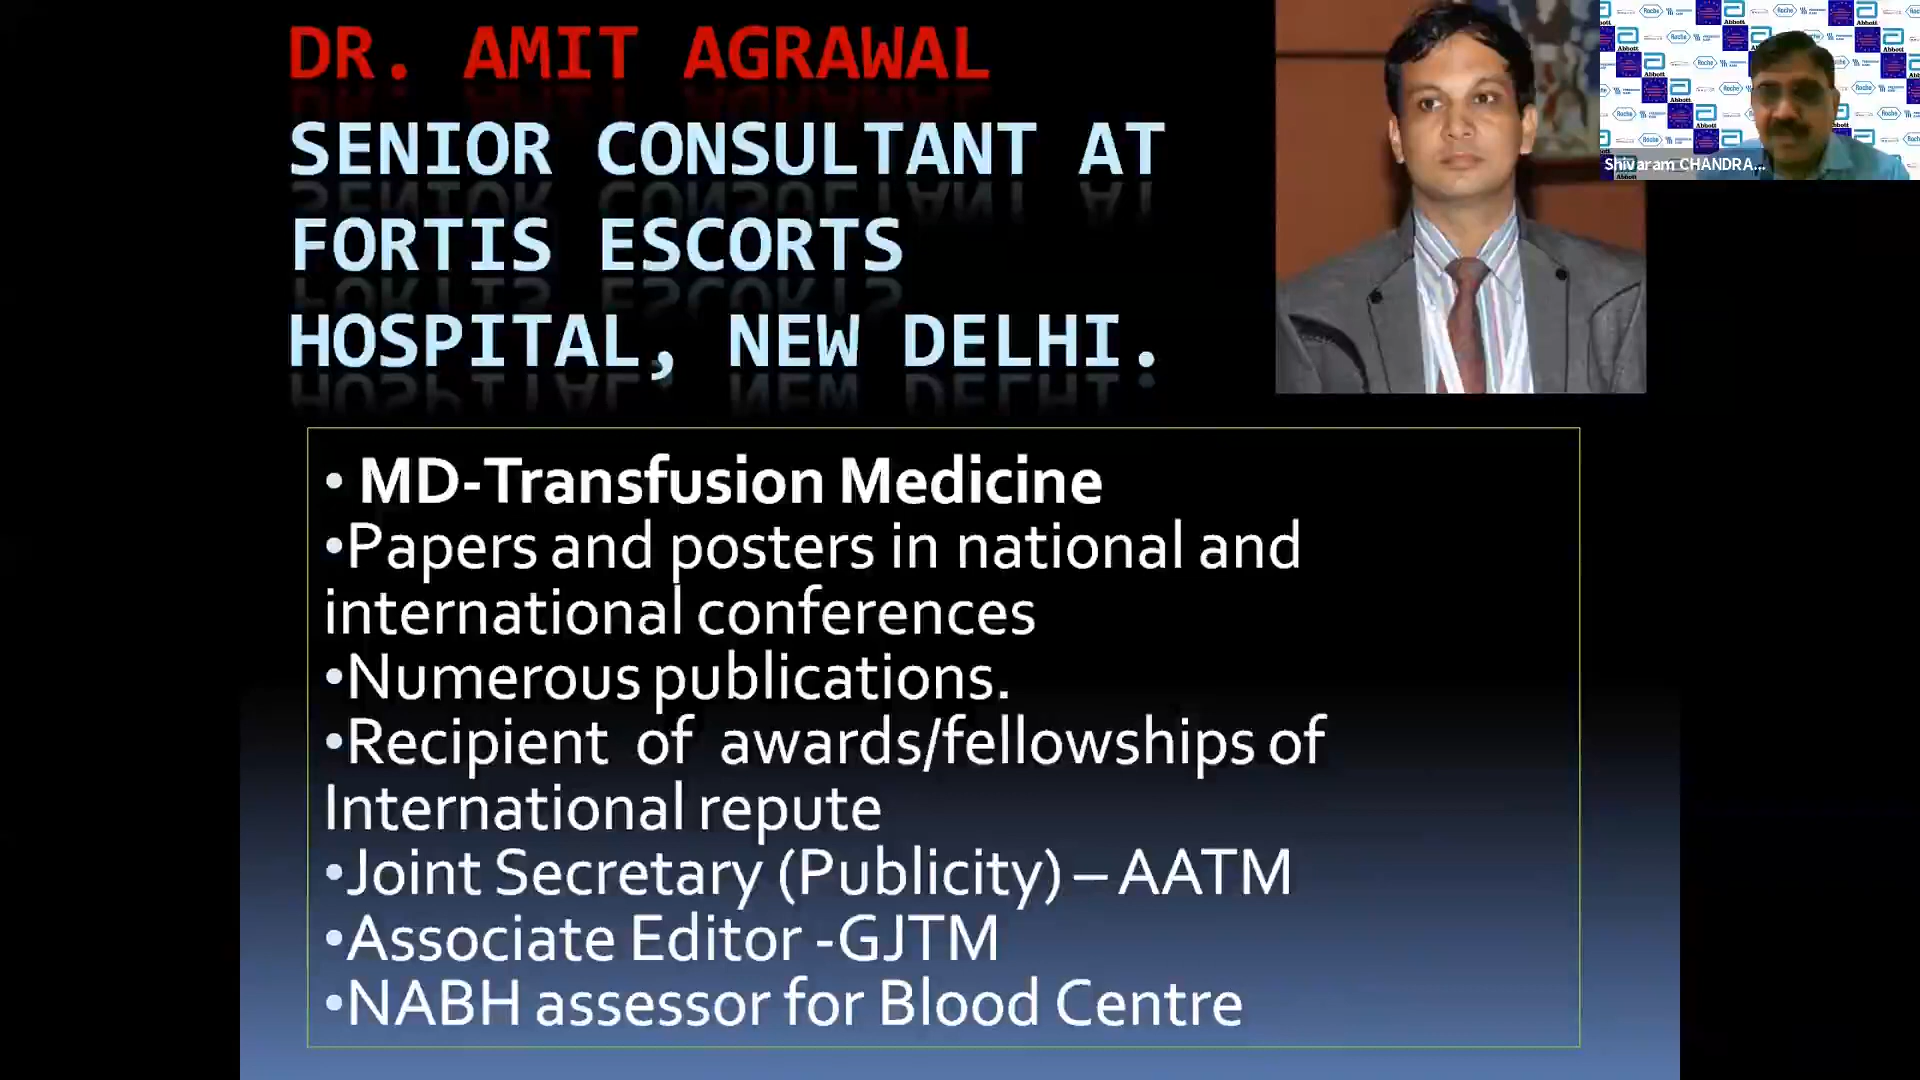 DR. AMIT AGRAWAL
SENIOR CONSULTANT AT
FORTIS ESCORTS
HOSPITAL, NEW DELHI.
• MD-Transfusion Medicine
•Papers and posters in national and
international conferences
•Numerous publications.
•Recipient of awards/fellowships of
International repute
•Joint Secretary (Publicity) – AATM
•Associate Editor -GJTM
•NABH assessor for Blood Centre
Shivaram CHANDRA...
Roche
Abbott